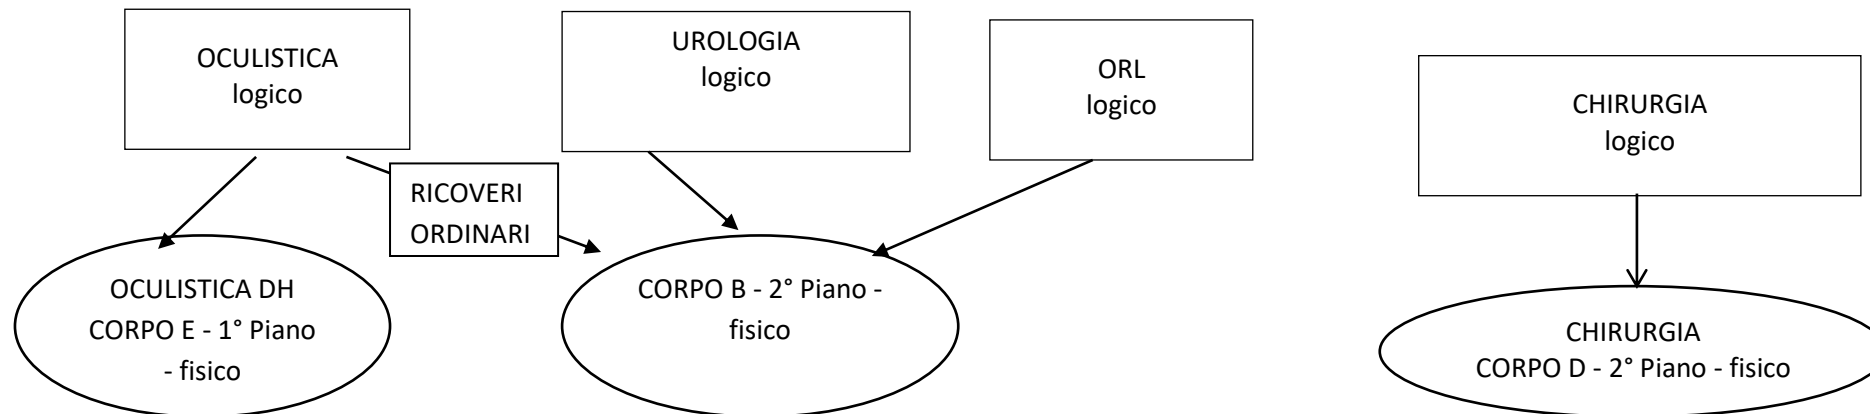 OCULISTICA
logico
UROLOGIA
logico
ORL
logico
CHIRURGIA
logico
RICOVERI
ORDINARI
OCULISTICA DH
CORPO E - 1° Piano
- fisico
CORPO B - 2° Piano -
fisico
CHIRURGIA
CORPO D - 2° Piano - fisico